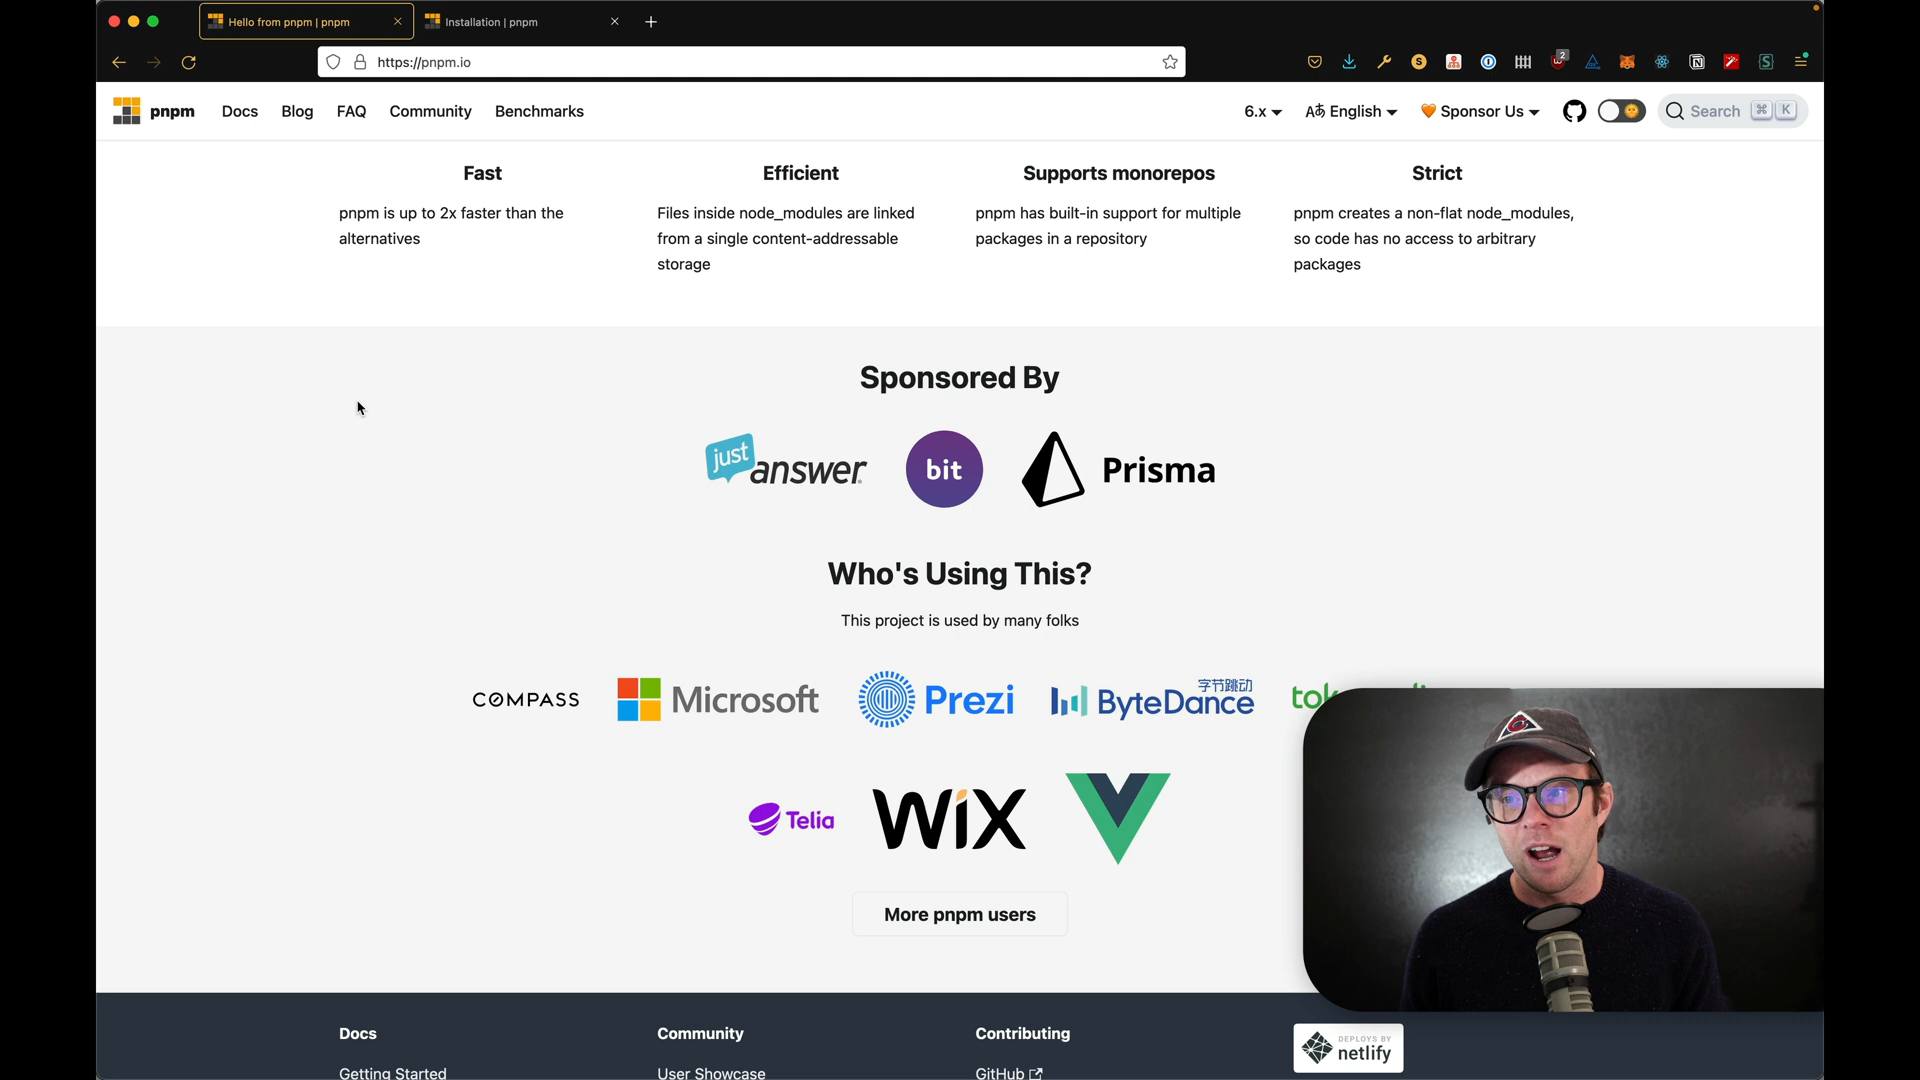 Hello from pnpm | pnpm
Installation | pnpm
https://pnpm.io
2
pnpm
Docs
Blog
FAQ
Community
Benchmarks
6.x
Aあ English
🧡 Sponsor Us
Search ⌘ K
Fast
pnpm is up to 2x faster than the
alternatives
Efficient
Files inside node_modules are linked
from a single content-addressable
storage
Supports monorepos
pnpm has built-in support for multiple
packages in a repository
Strict
pnpm creates a non-flat node_modules,
so code has no access to arbitrary
packages
Sponsored By
just answer
bit
Prisma
Who's Using This?
This project is used by many folks
COMPASS
Microsoft
Prezi
字节跳动
ByteDance
Telia
WiX
More pnpm users
Docs
Getting Started
Community
User Showcase
Contributing
GitHub
DEPLOYS BY
netlify